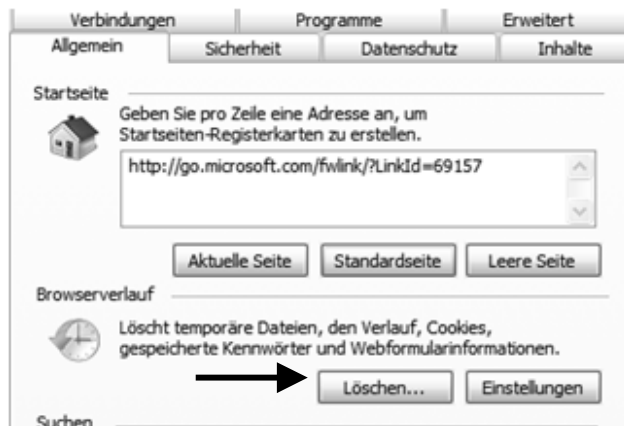 Verbindungen Programme Erweitert
Allgemein Sicherheit Datenschutz Inhalte
Startseite
Geben Sie pro Zeile eine Adresse an, um
Startseiten-Registerkarten zu erstellen.
http://go.microsoft.com/fwlink/?LinkId=69157
Aktuelle Seite Standardseite Leere Seite
Browserverlauf
Löscht temporäre Dateien, den Verlauf, Cookies,
gespeicherte Kennwörter und Webformularinformationen.
Löschen... Einstellungen
Suchen